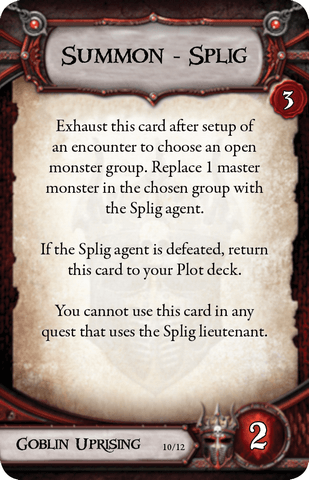 Summon - Splig
3
Exhaust this card after setup of
an encounter to choose an open
monster group. Replace 1 master
monster in the chosen group with
the Splig agent.
If the Splig agent is defeated, return
this card to your Plot deck.
You cannot use this card in any
quest that uses the Splig lieutenant.
Goblin Uprising 10/12
2